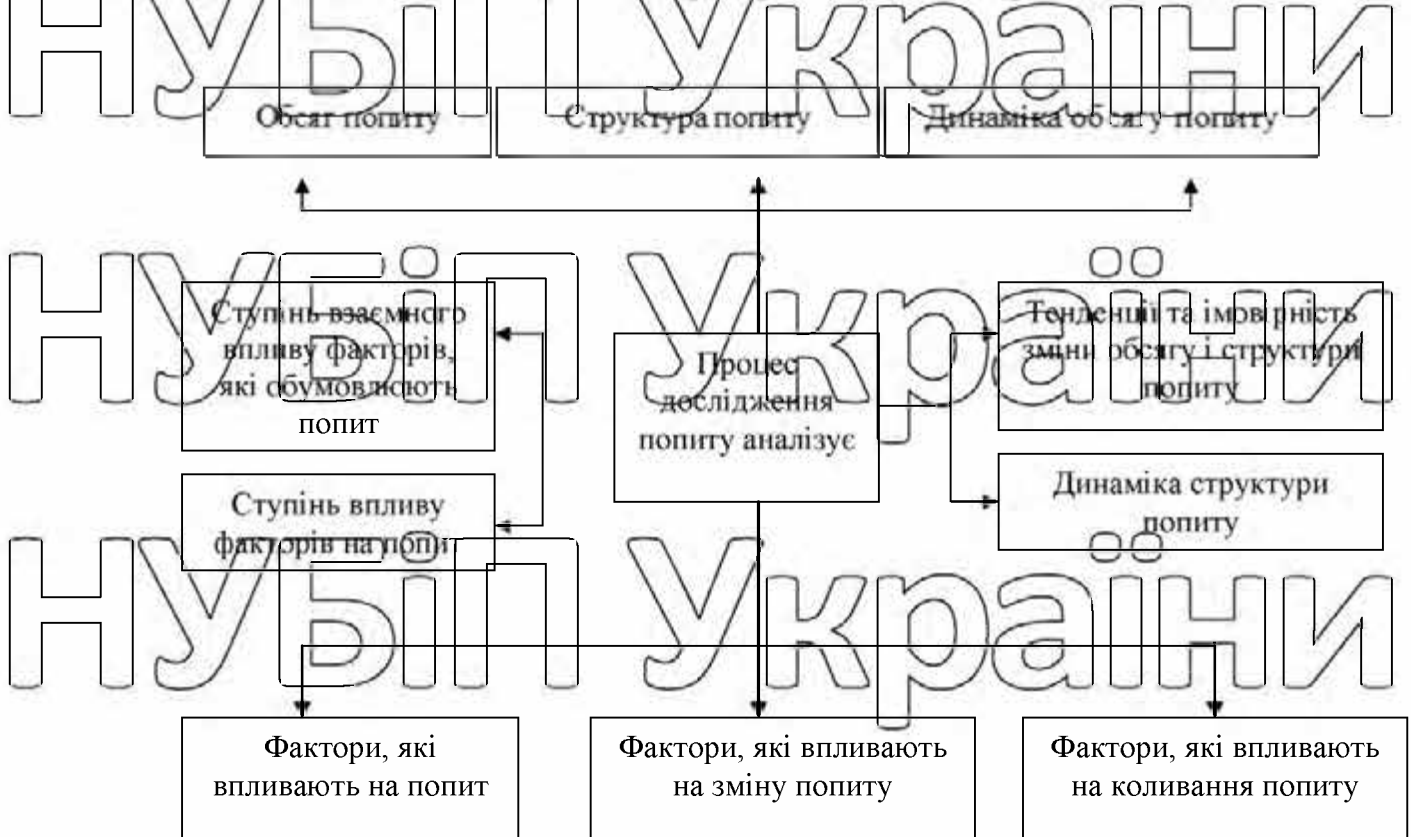 НУБіП України
Обсяг попиту
Структура попиту
Динаміка обсягу попиту
НУБіП України
Ступінь взаємного
впливу факторів,
які обумовлюють
попит
Процес
дослідження
попиту аналізує
Тенденції та імовірність
зміни обсягу і структури
попиту
Ступінь впливу
факторів на попит
Динаміка структури
попиту
НУБіП України
Фактори, які
впливають на попит
Фактори, які впливають
на зміну попиту
Фактори, які впливають
на коливання попиту